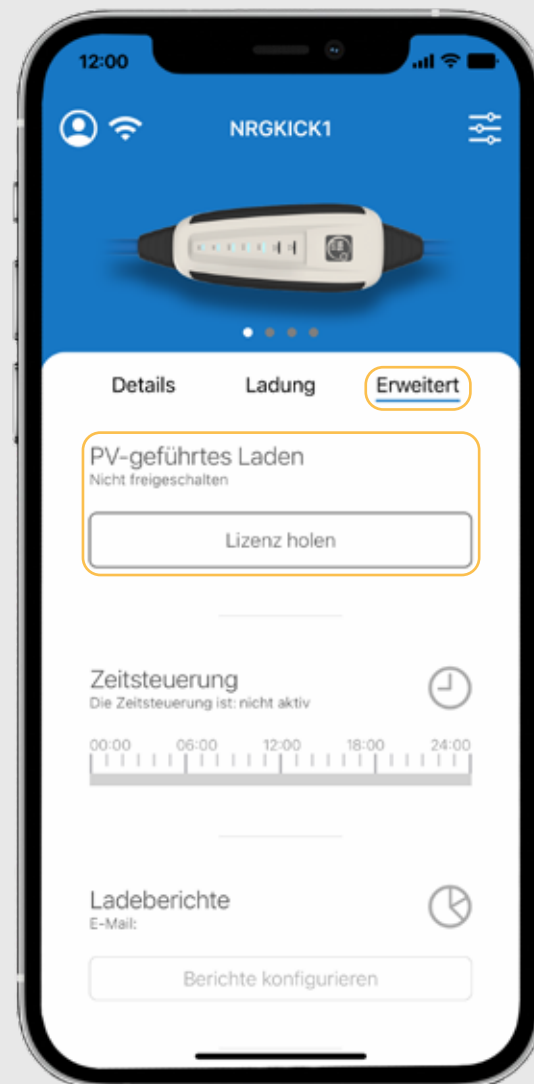 12:00
NRGKICK1
Details Ladung Erweitert
PV-geführtes Laden
Nicht freigeschalten
Lizenz holen
Zeitsteuerung
Die Zeitsteuerung ist: nicht aktiv
00:00 06:00 12:00 18:00 24:00
Ladeberichte
E-Mail:
Berichte konfigurieren